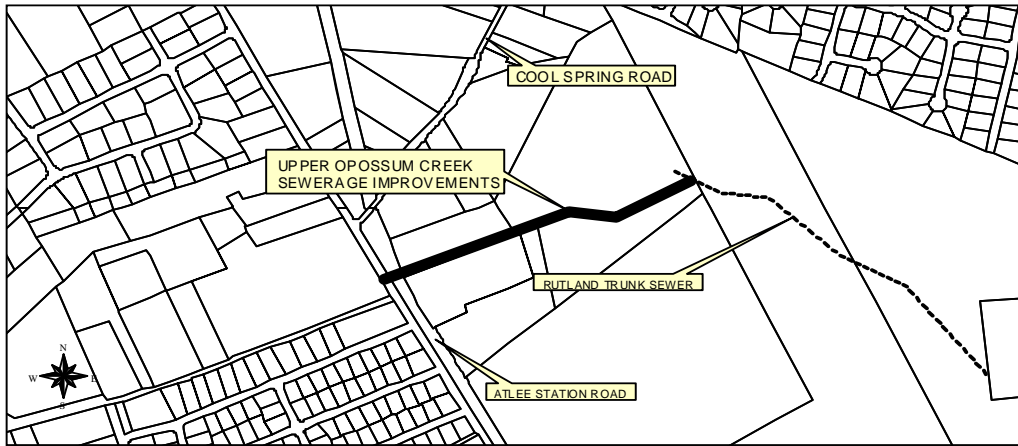 COOL SPRING ROAD
UPPER OPOSSUM CREEK
SEWERAGE IMPROVEMENTS
RUTLAND TRUNK SEWER
N
W
E
S
ATLEE STATION ROAD